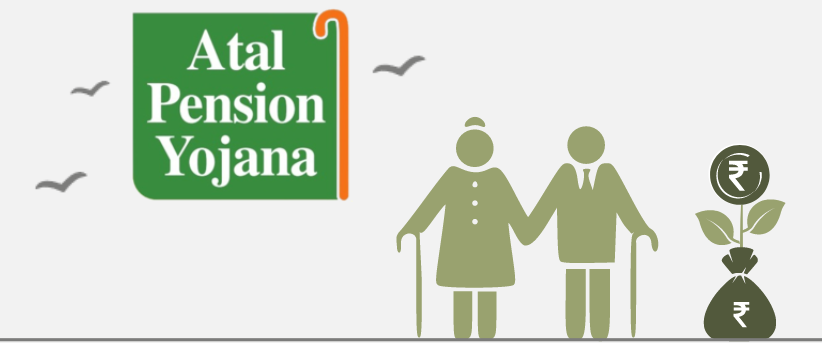 Atal
Pension
Yojana
₹
₹